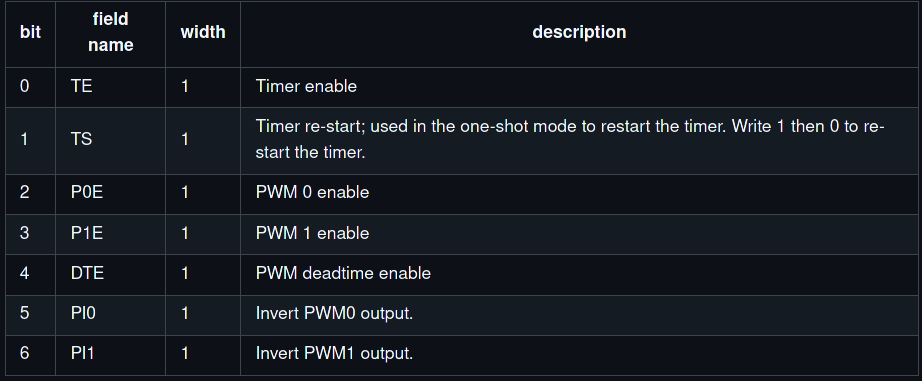 bit field name width description
0 TE 1 Timer enable
1 TS 1 Timer re-start; used in the one-shot mode to restart the timer. Write 1 then 0 to re-
start the timer.
2 P0E 1 PWM 0 enable
3 P1E 1 PWM 1 enable
4 DTE 1 PWM deadtime enable
5 PI0 1 Invert PWM0 output.
6 PI1 1 Invert PWM1 output.